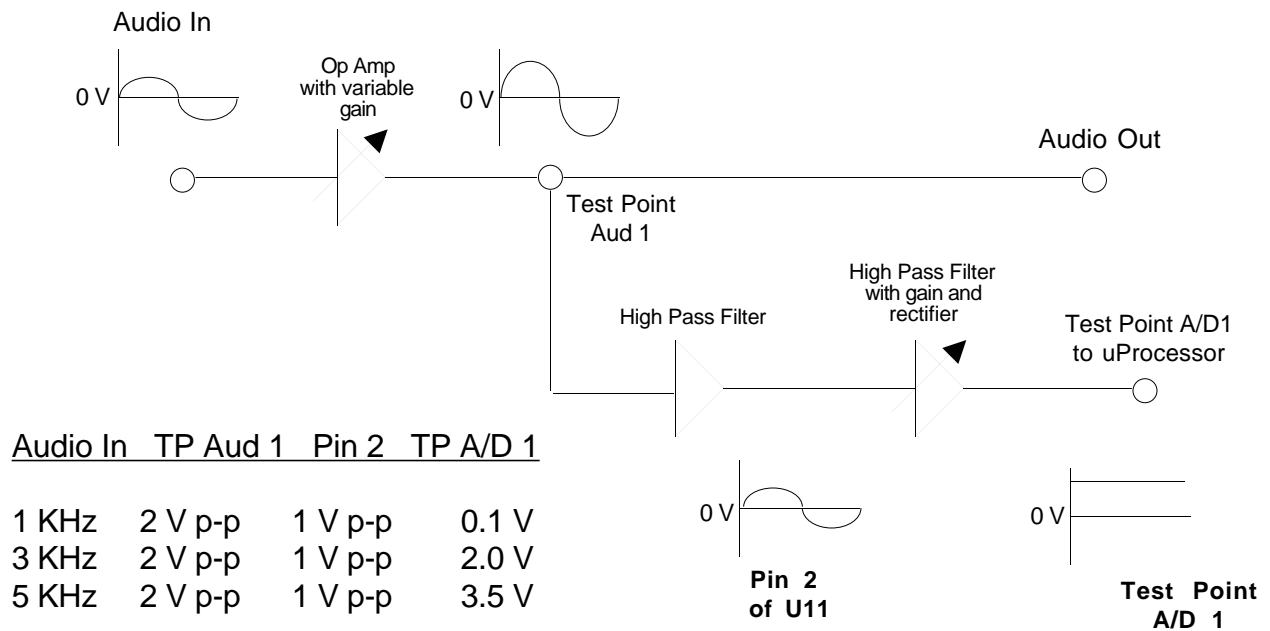 Audio In
0 V
Op Amp
with variable
gain
0 V
Audio Out
Test Point
Aud 1
High Pass Filter
High Pass Filter
with gain and
rectifier
Test Point A/D1
to uProcessor
Audio In TP Aud 1 Pin 2 TP A/D 1
1 KHz 2 V p-p 1 V p-p 0.1 V
3 KHz 2 V p-p 1 V p-p 2.0 V
5 KHz 2 V p-p 1 V p-p 3.5 V
0 V
Pin 2
of U11
0 V
Test Point
A/D 1